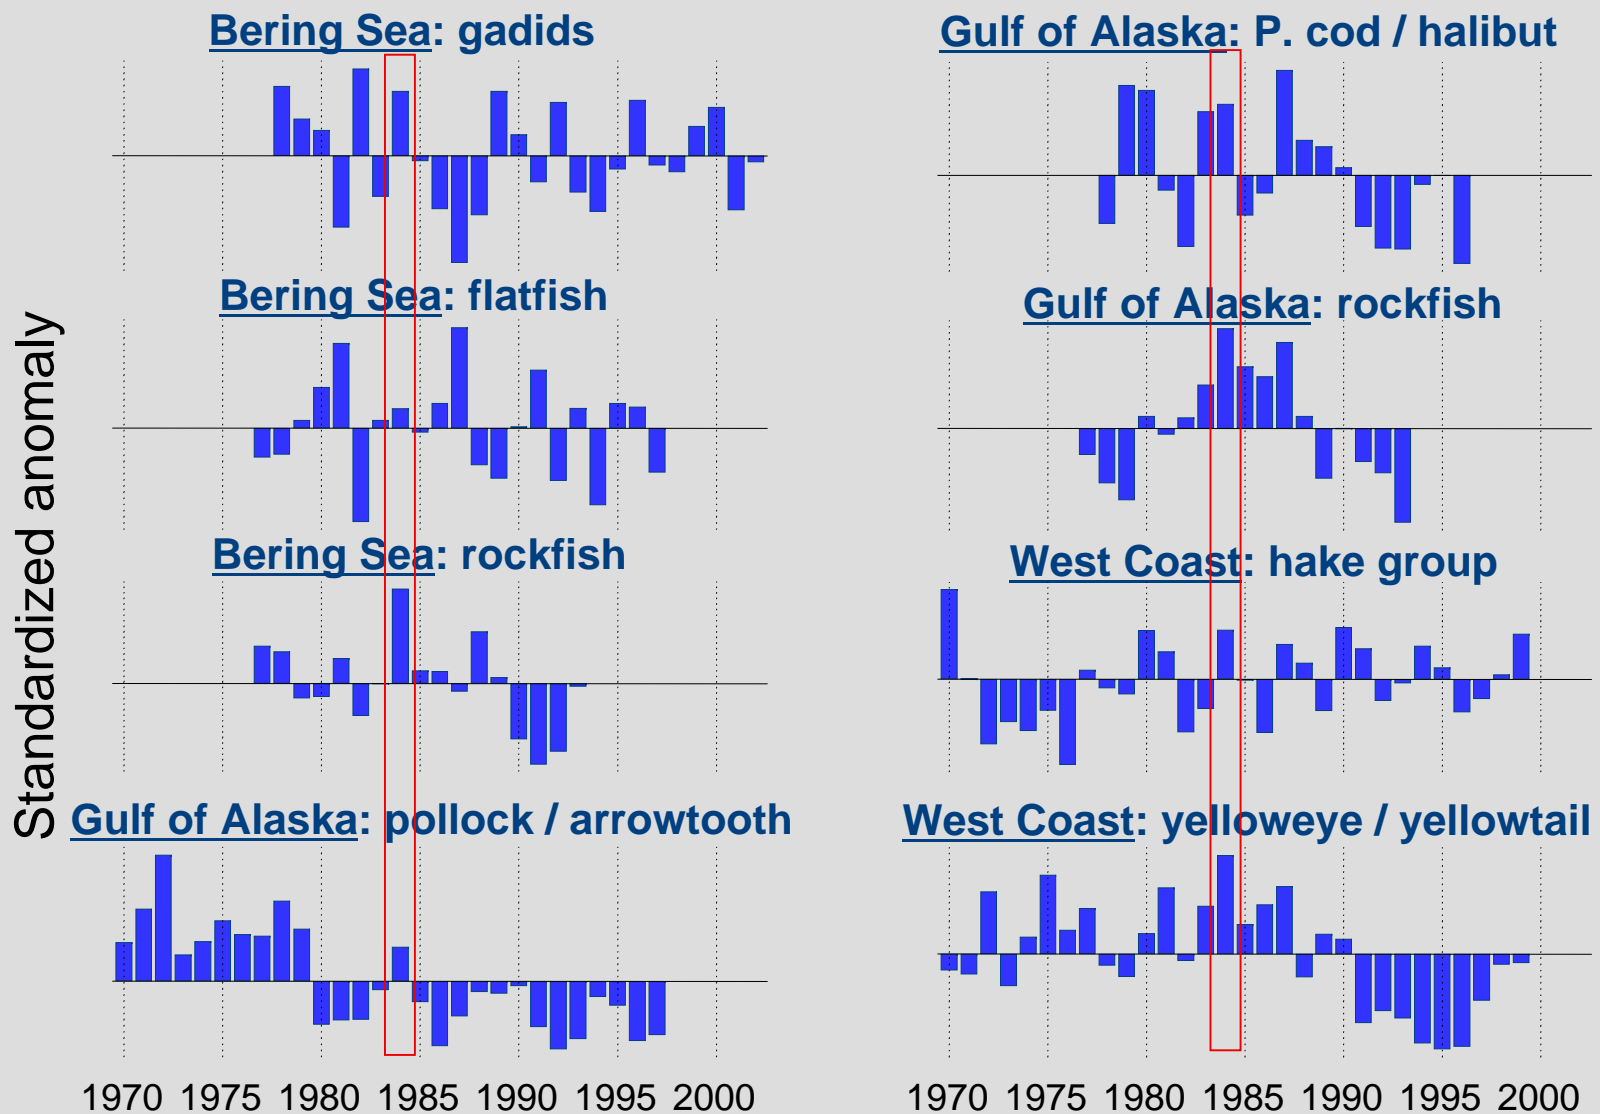 Bering Sea: gadids
Gulf of Alaska: P. cod / halibut
Bering Sea: flatfish
Gulf of Alaska: rockfish
Standardized anomaly
Bering Sea: rockfish
West Coast: hake group
Gulf of Alaska: pollock / arrowtooth
West Coast: yelloweye / yellowtail
1970 1975 1980 1985 1990 1995 2000
1970 1975 1980 1985 1990 1995 2000